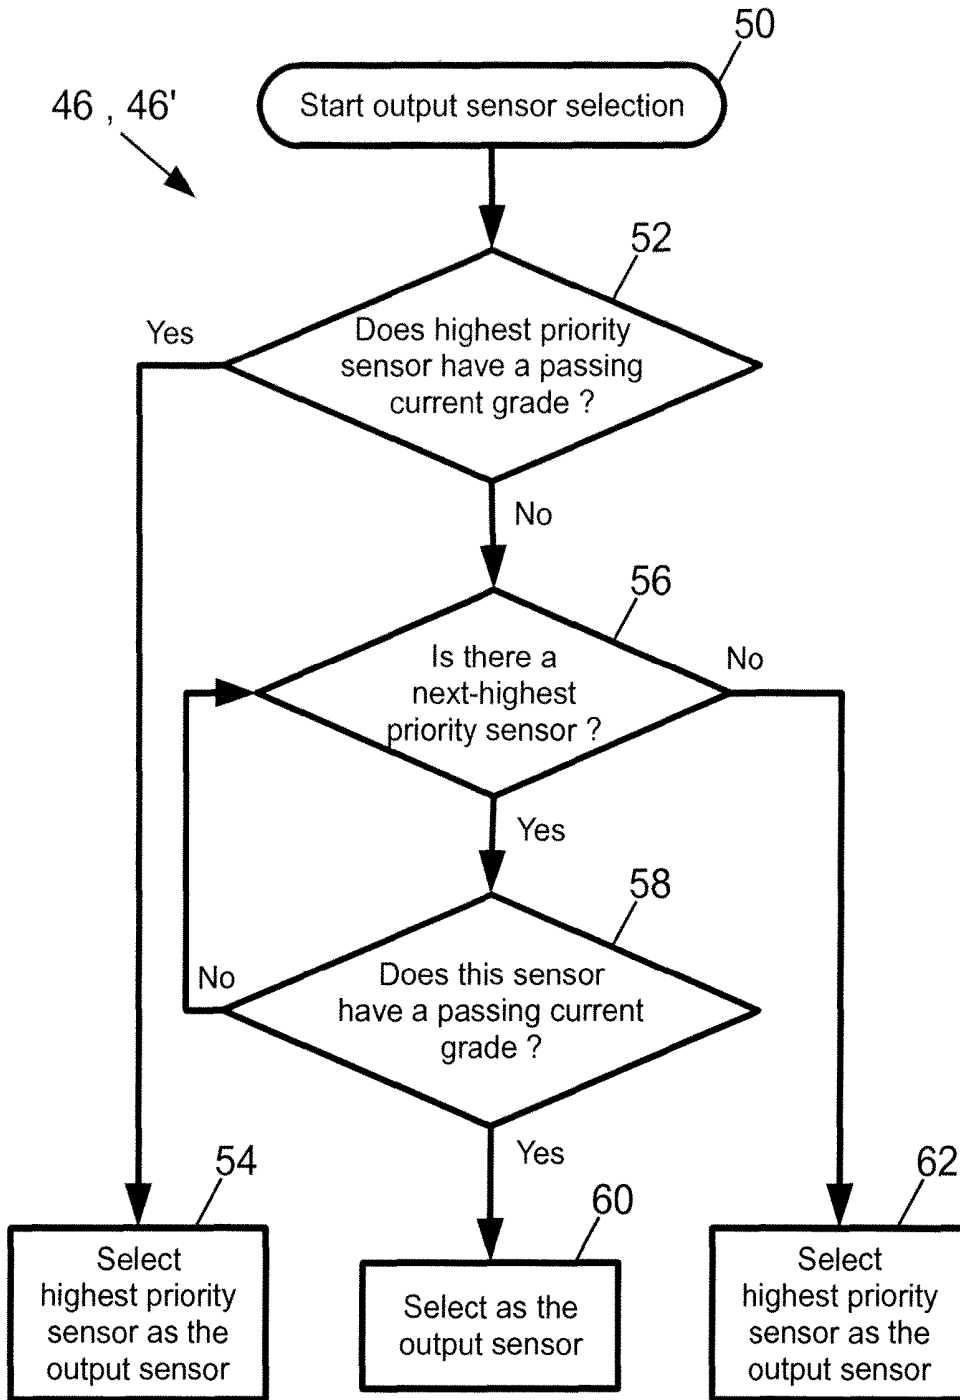 50
Start output sensor selection
46 , 46'
52
Does highest priority
sensor have a passing
current grade ?
Yes
No
56
Is there a
next-highest
priority sensor ?
No
Yes
58
Does this sensor
have a passing current
grade ?
No
Yes
54
Select
highest priority
sensor as the
output sensor
60
Select as the
output sensor
62
Select
highest priority
sensor as the
output sensor